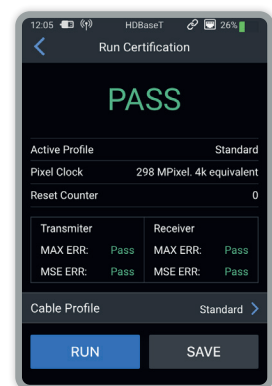 12:05 HDBaseT 26%
Run Certification
PASS
Active Profile Standard
Pixel Clock 298 MPixel. 4k equivalent
Reset Counter 0
Transmiter Receiver
MAX ERR: Pass MAX ERR: Pass
MSE ERR: Pass MSE ERR: Pass
Cable Profile Standard
RUN SAVE